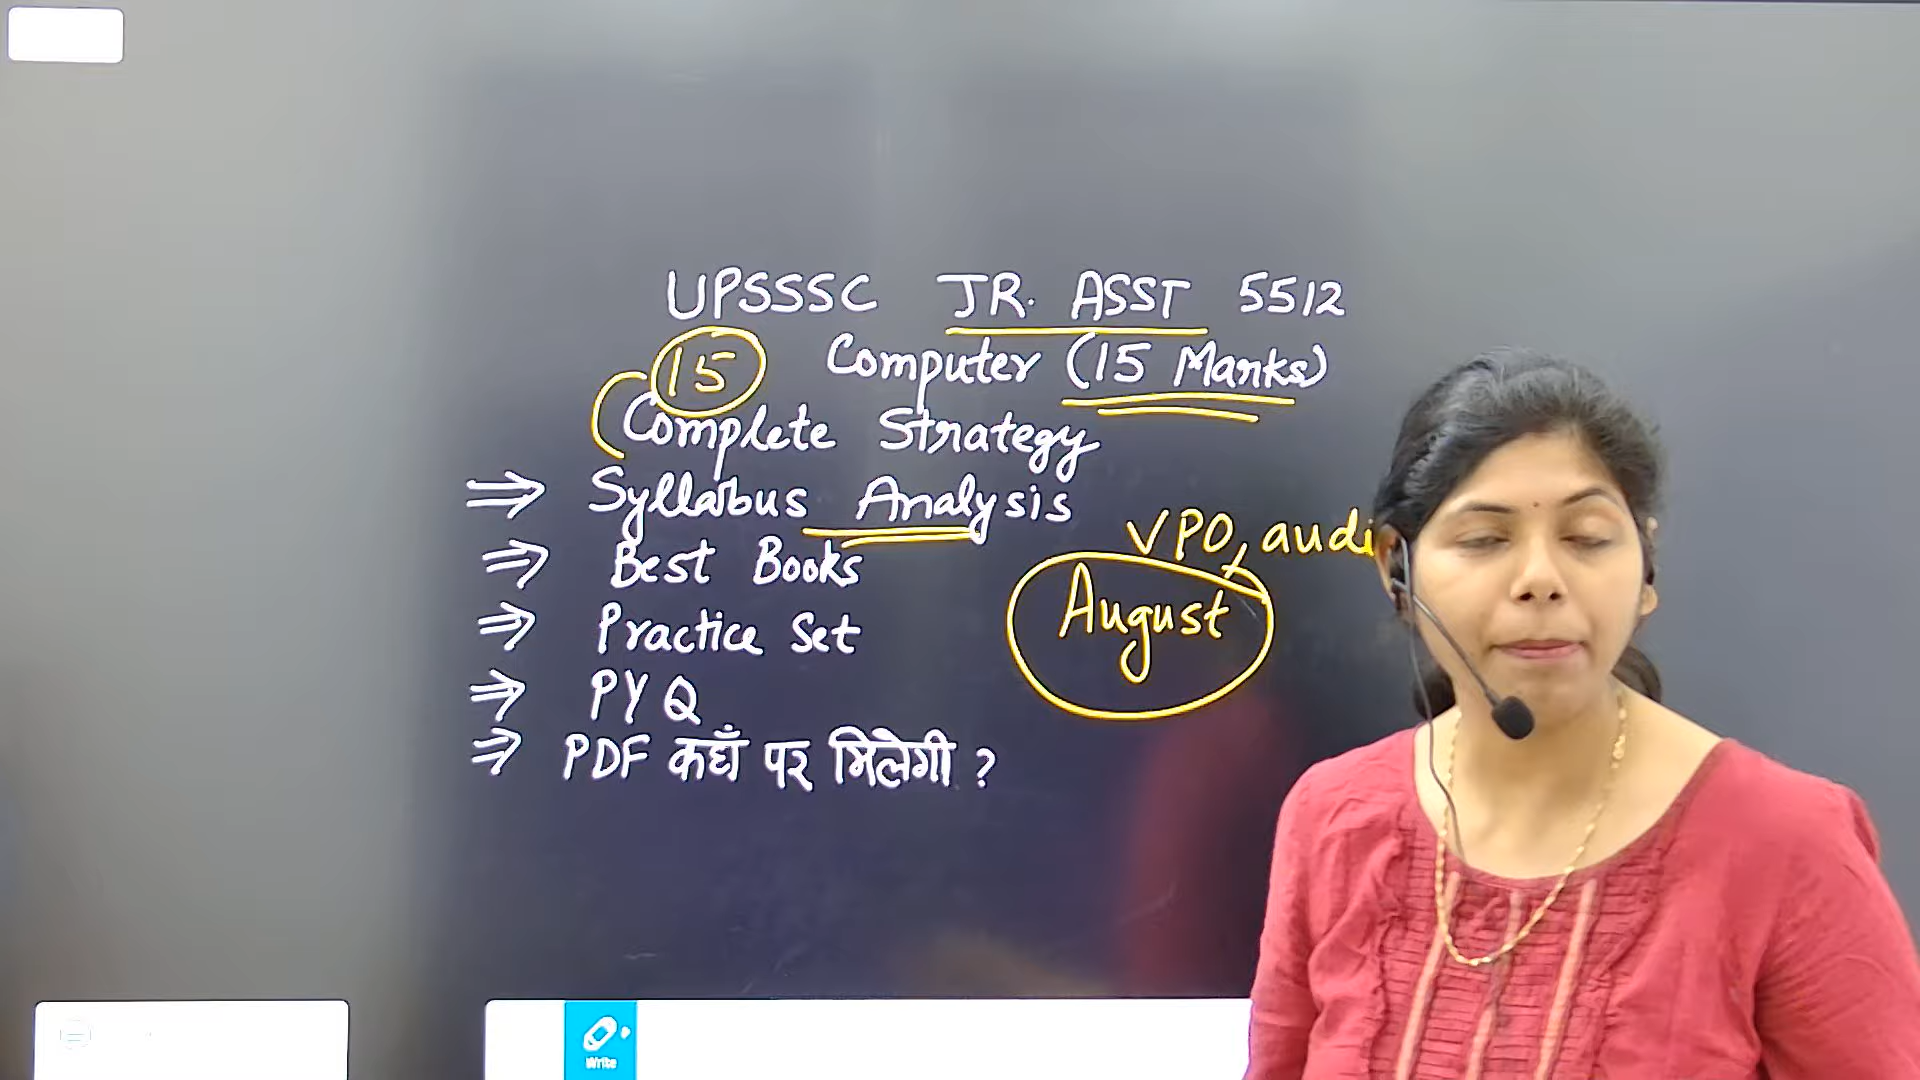 UPSSSC JR. ASST 5512
15 Computer (15 Marks)
Complete Strategy
⇒ Syllabus Analysis
VPO, audi
⇒ Best Books
August
⇒ Practice Set
⇒ PYQ
⇒ PDF कहाँ पर मिलेगी ?
Write